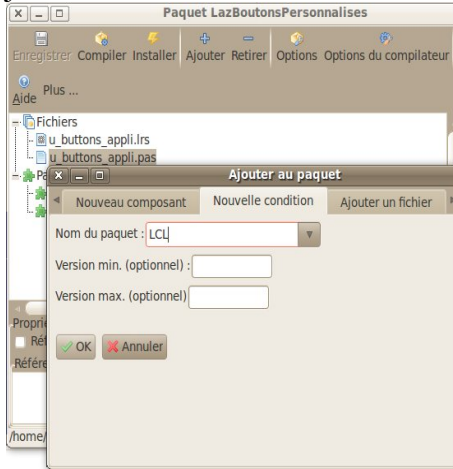 Paquet LazBoutonsPersonnalises
Enregistrer Compiler Installer Ajouter Retirer Options Options du compilateur
Aide Plus ...
Fichiers
u_buttons_appli.lrs
u_buttons_appli.pas
Ajouter au paquet
Nouveau composant Nouvelle condition Ajouter un fichier
Nom du paquet : LCL
Version min. (optionnel) :
Version max. (optionnel)
OK Annuler
/home/